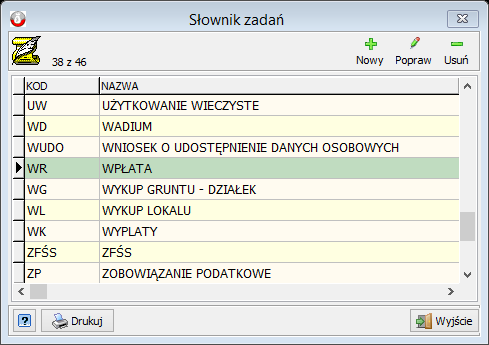 Słownik zadań
38 z 46
Nowy Popraw Usuń
KOD NAZWA
UW UŻYTKOWANIE WIECZYSTE
WD WADIUM
WUDO WNIOSEK O UDOSTĘPNIENIE DANYCH OSOBOWYCH
WR WPŁATA
WG WYKUP GRUNTU - DZIAŁEK
WL WYKUP LOKALU
WK WYPLATY
ZFŚS ZFŚS
ZP ZOBOWIĄZANIE PODATKOWE
? Drukuj Wyjście